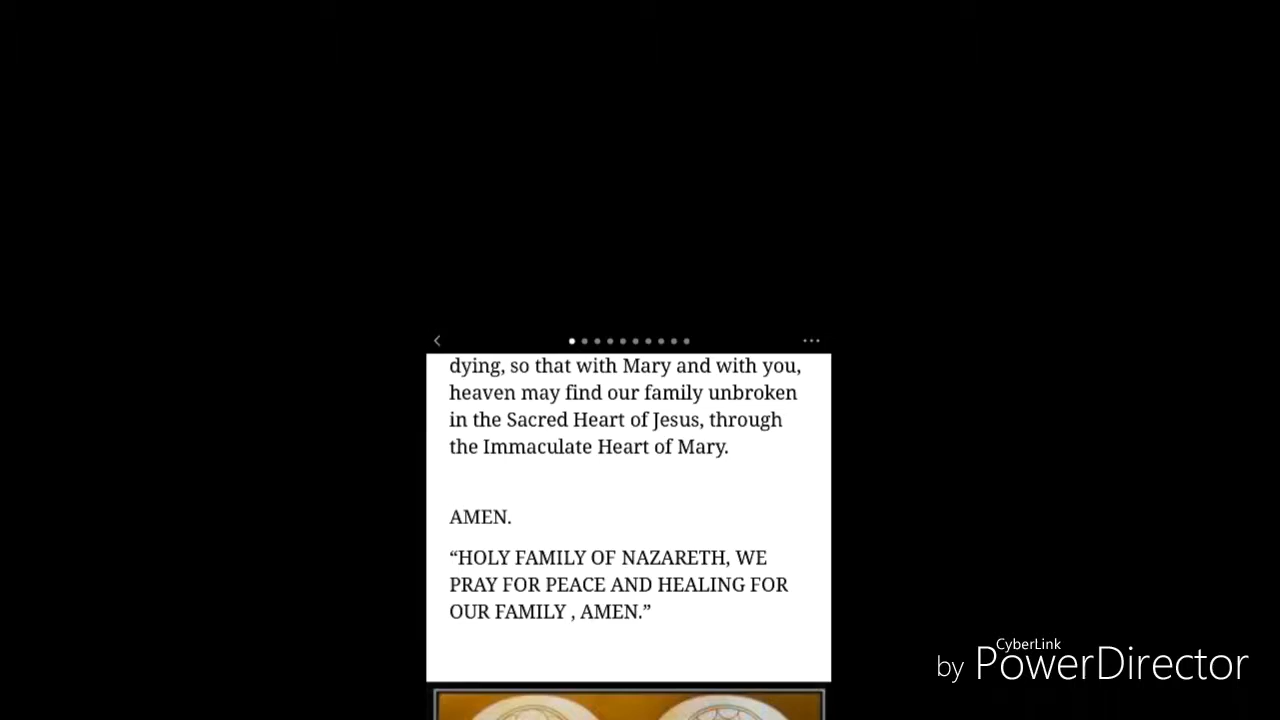 dying, so that with Mary and with you,
heaven may find our family unbroken
in the Sacred Heart of Jesus, through
the Immaculate Heart of Mary.
AMEN.
“HOLY FAMILY OF NAZARETH, WE
PRAY FOR PEACE AND HEALING FOR
OUR FAMILY , AMEN.”
CyberLink
by PowerDirector